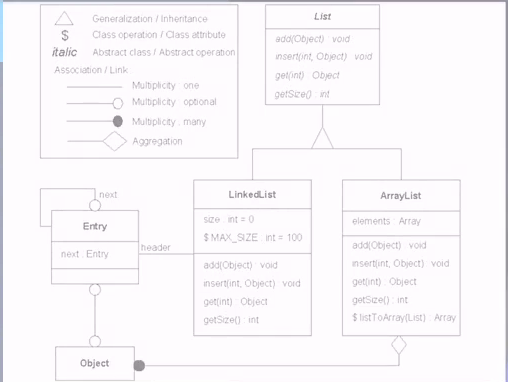 Generalization / Inheritance
$ Class operation / Class attribute
italic Abstract class / Abstract operation
Association / Link
Multiplicity : one
Multiplicity : optional
Multiplicity : many
Aggregation
List
add(Object) : void
insert(int, Object) : void
get(int) : Object
getSize() : int
next
Entry
next : Entry
header
LinkedList
size : int = 0
$ MAX_SIZE : int = 100
add(Object) : void
insert(int, Object) : void
get(int) : Object
getSize() : int
ArrayList
elements : Array
add(Object) : void
insert(int, Object) : void
get(int) : Object
getSize() : int
$ listToArray(List) : Array
Object